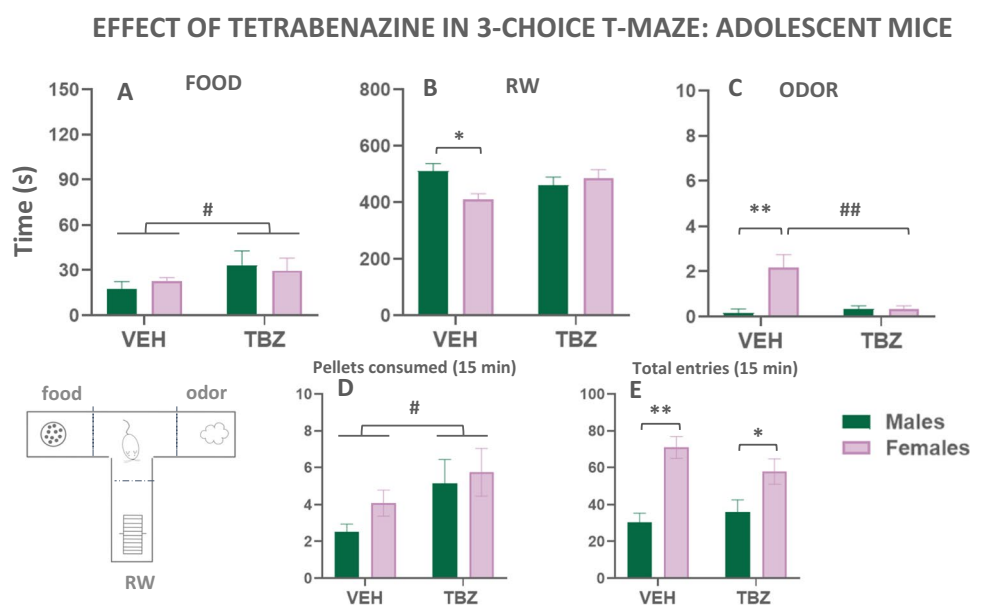 EFFECT OF TETRABENAZINE IN 3-CHOICE T-MAZE: ADOLESCENT MICE
A FOOD
Time (s)
150
120
90
60
30
0
#
VEH TBZ
B RW
800
600
400
200
0
*
VEH TBZ
C ODOR
10
8
6
4
2
0
** ##
VEH TBZ
food odor
RW
Pellets consumed (15 min)
D
10
8
6
4
2
0
#
VEH TBZ
Total entries (15 min)
E
100
80
60
40
20
0
** *
VEH TBZ
Males
Females